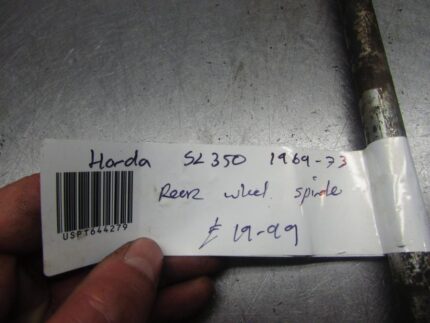 Honda SL350 1969-73
Rear wheel spindle
£19-99
USPT644279